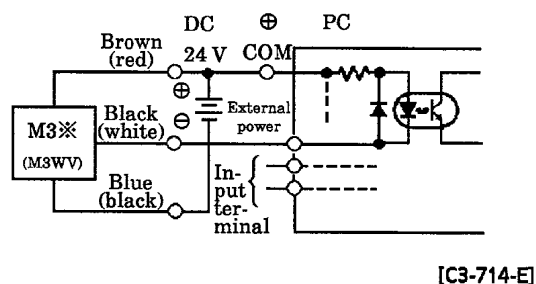 DC ⊕ PC
Brown
(red)
24 V COM
⊕
⊖
External
power
M3※
(M3WV)
Black
(white)
Blue
(black)
In-
put
ter-
minal
[C3-714-E]